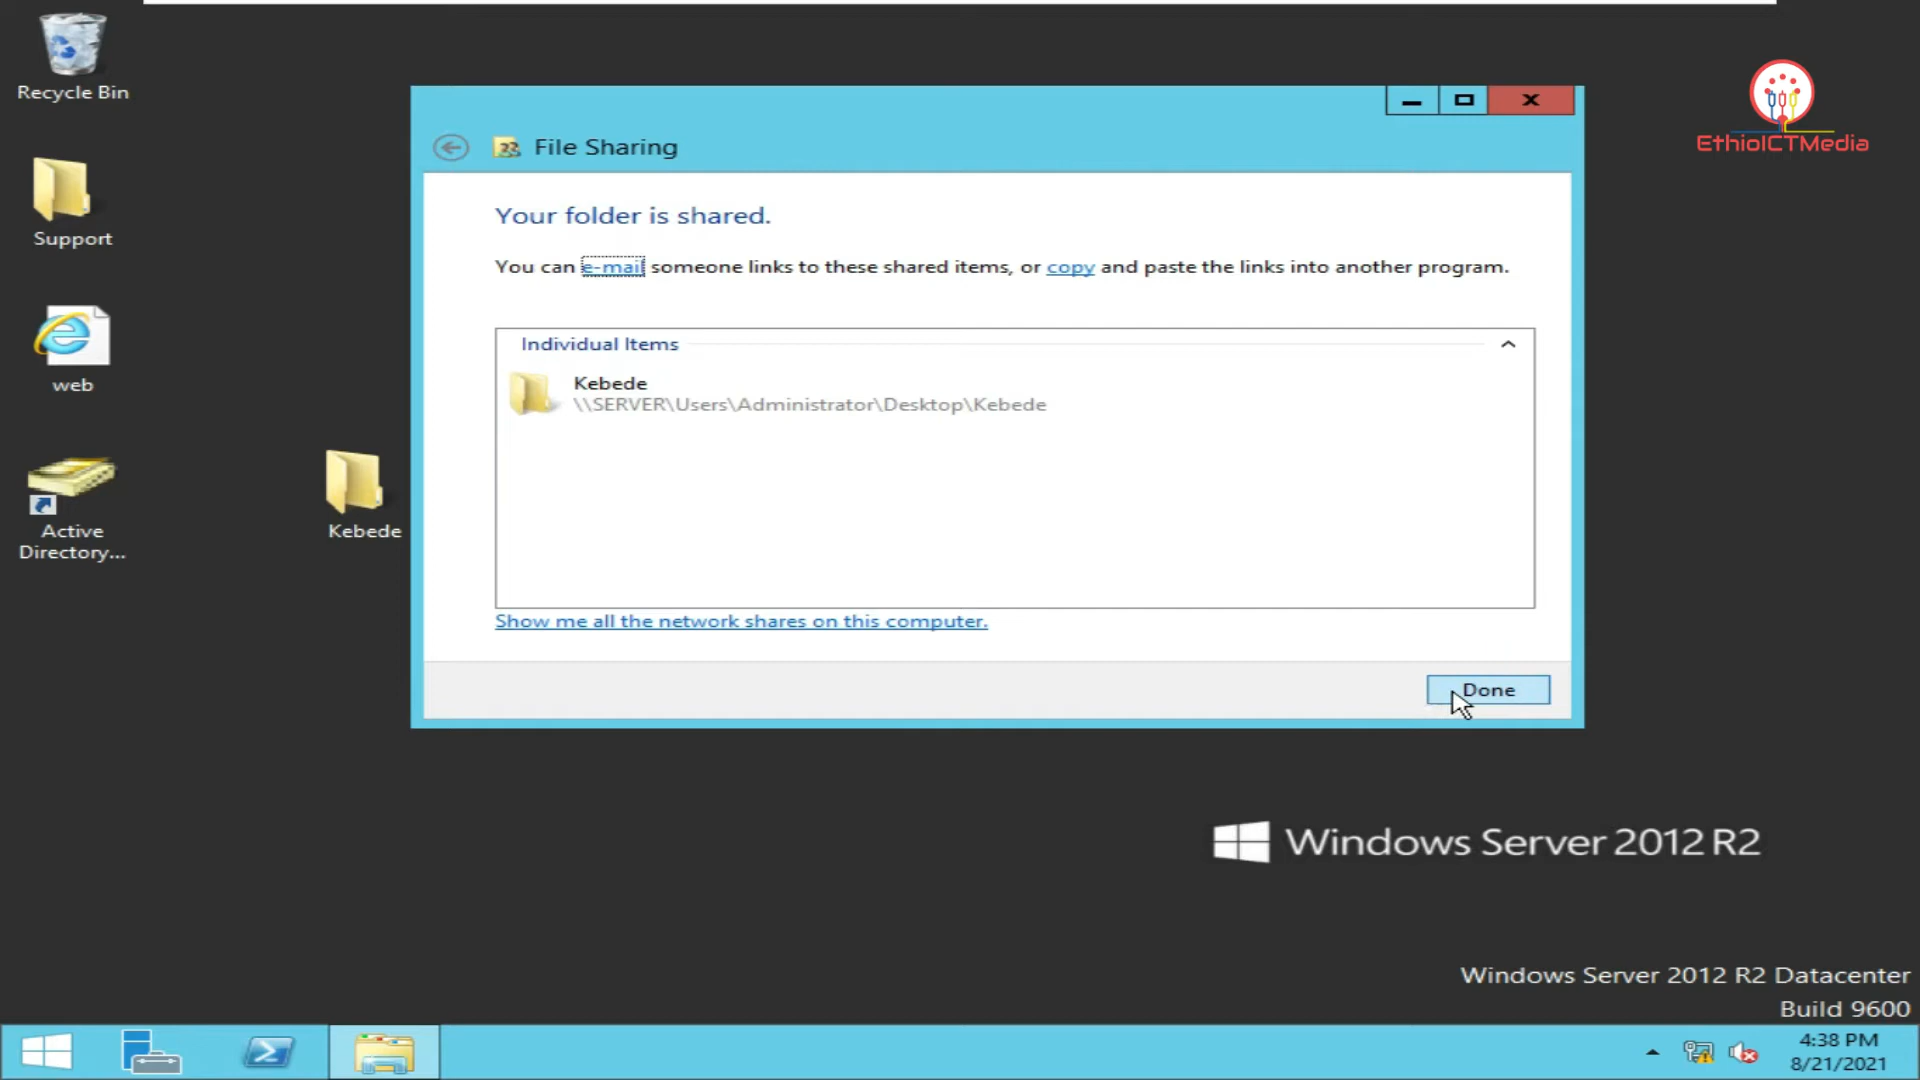 Recycle Bin
EthioICTMedia
File Sharing
Your folder is shared.
You can e-mail someone links to these shared items, or copy and paste the links into another program.
Support
Individual Items
Kebede
\\SERVER\Users\Administrator\Desktop\Kebede
web
Active
Directory...
Kebede
Show me all the network shares on this computer.
Done
Windows Server 2012 R2
Windows Server 2012 R2 Datacenter
Build 9600
4:38 PM
8/21/2021